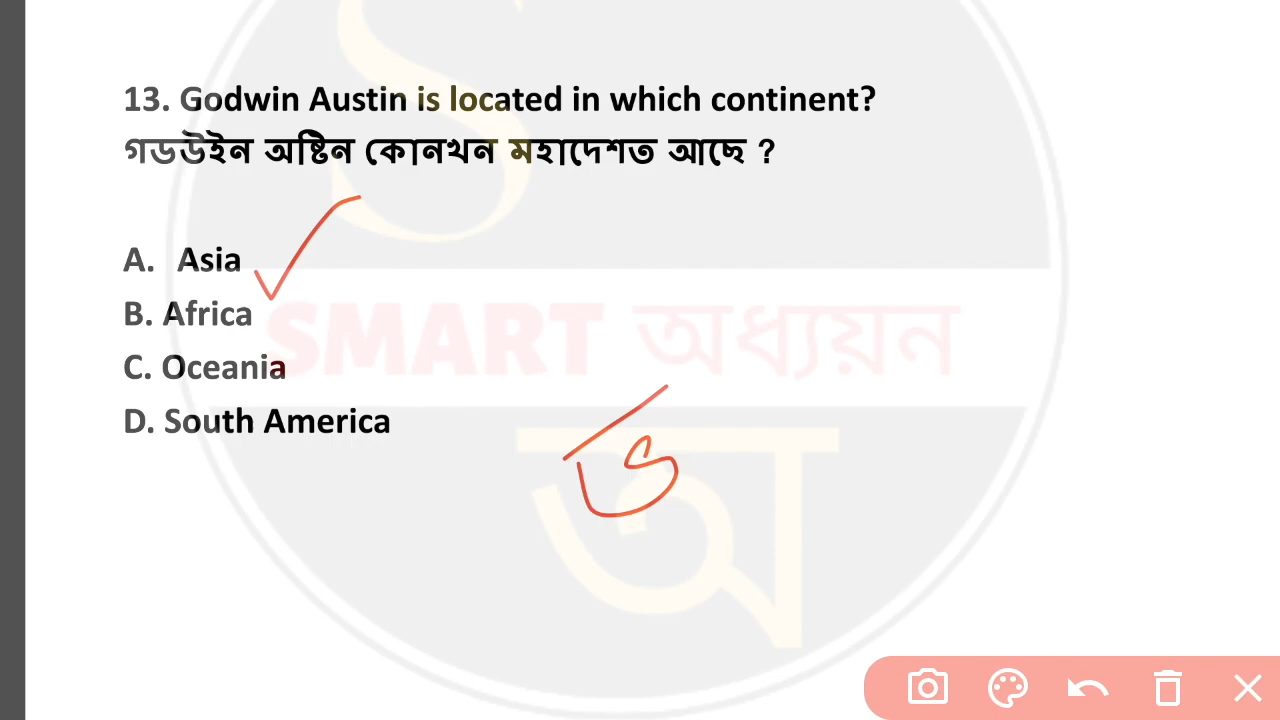 13. Godwin Austin is located in which continent?
গডউইন অষ্টিন কোনখন মহাদেশত আছে ?
A. Asia
B. Africa
SMART অধ্যয়ন
C. Oceania
D. South America